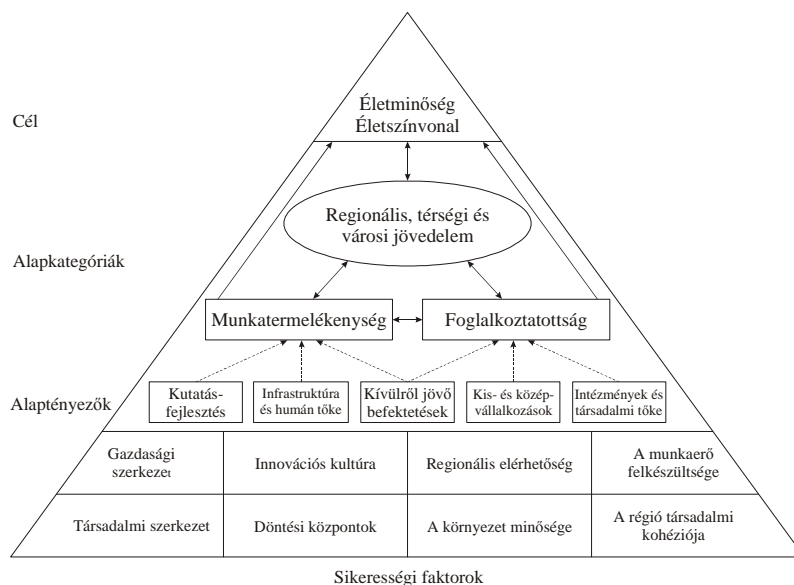 Cél
Életminőség
Életszínvonal
Regionális, térségi és
városi jövedelem
Alapkategóriák
Munkatermelékenység
Foglalkoztatottság
Alaptényezők
Kutatás-
fejlesztés
Infrastruktúra
és humán tőke
Kívülről jövő
befektetések
Kis- és közép-
vállalkozások
Intézmények és
társadalmi tőke
Gazdasági
szerkezet
Innovációs kultúra
Regionális elérhetőség
A munkaerő
felkészültsége
Társadalmi szerkezet
Döntési központok
A környezet minősége
A régió társadalmi
kohéziója
Sikerességi faktorok